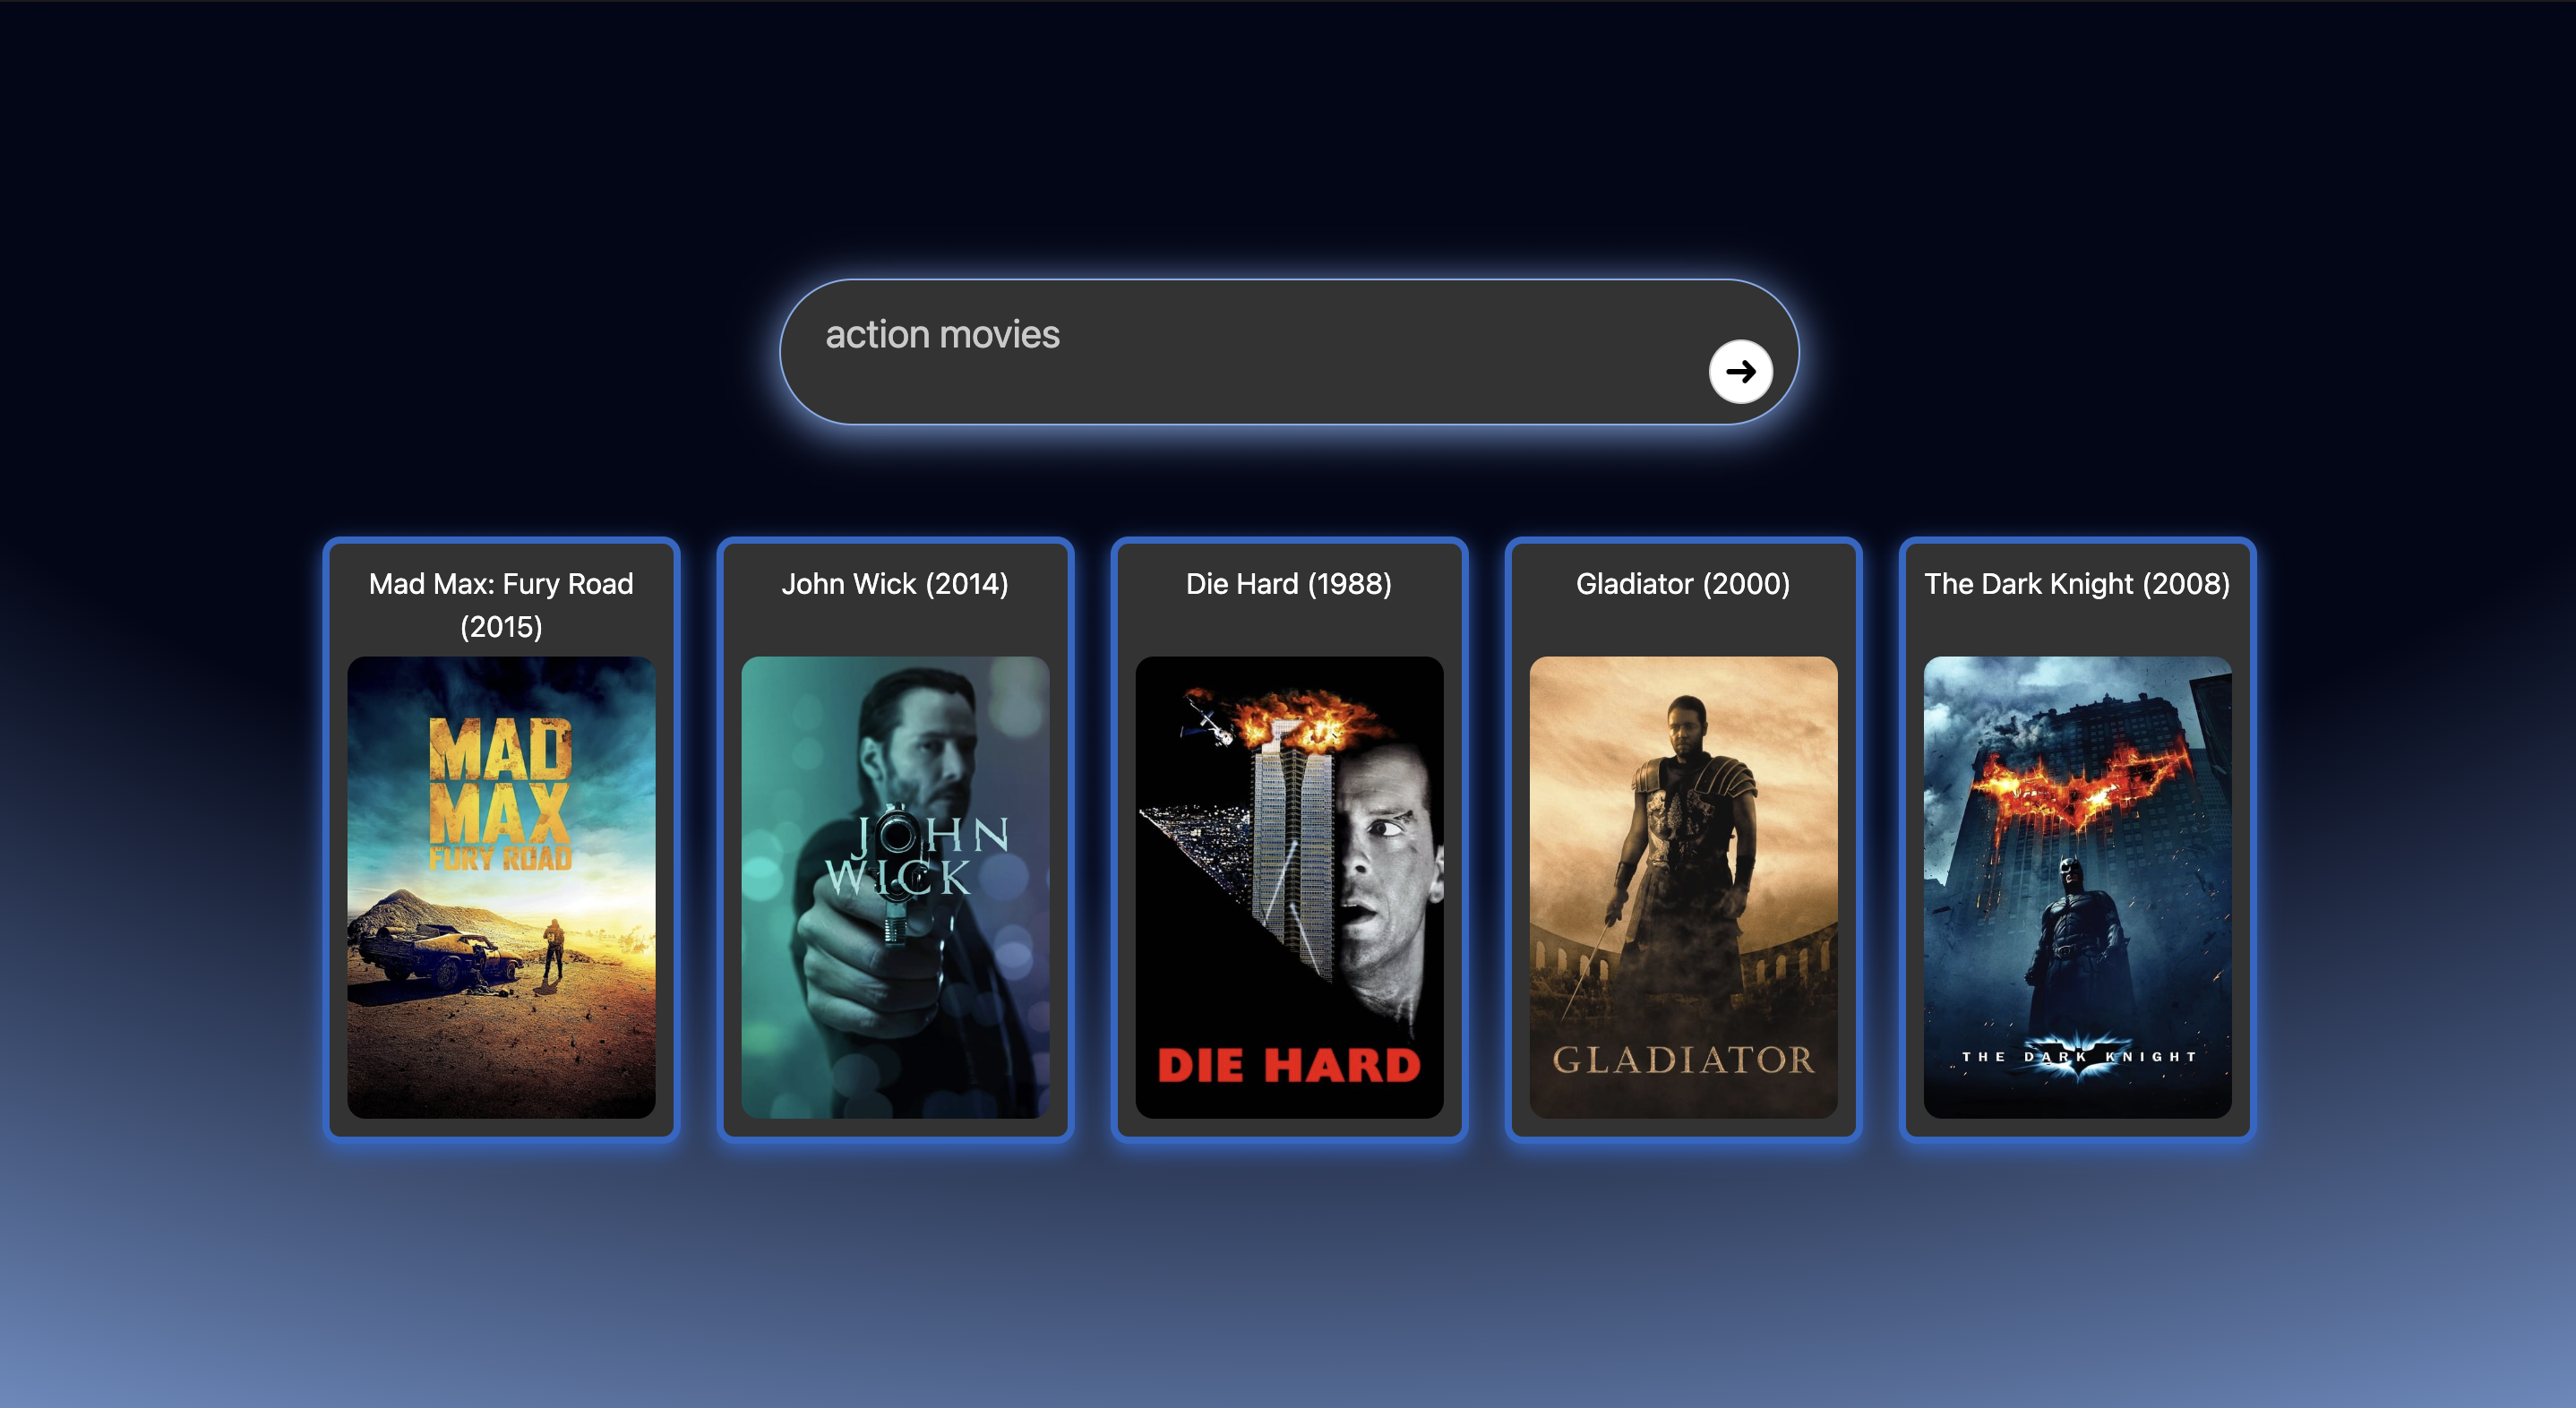 action movies
Mad Max: Fury Road
(2015)
John Wick (2014)
Die Hard (1988)
Gladiator (2000)
The Dark Knight (2008)
MAD
MAX
FURY ROAD
JOHN
WICK
DIE HARD
GLADIATOR
THE DARK KNIGHT